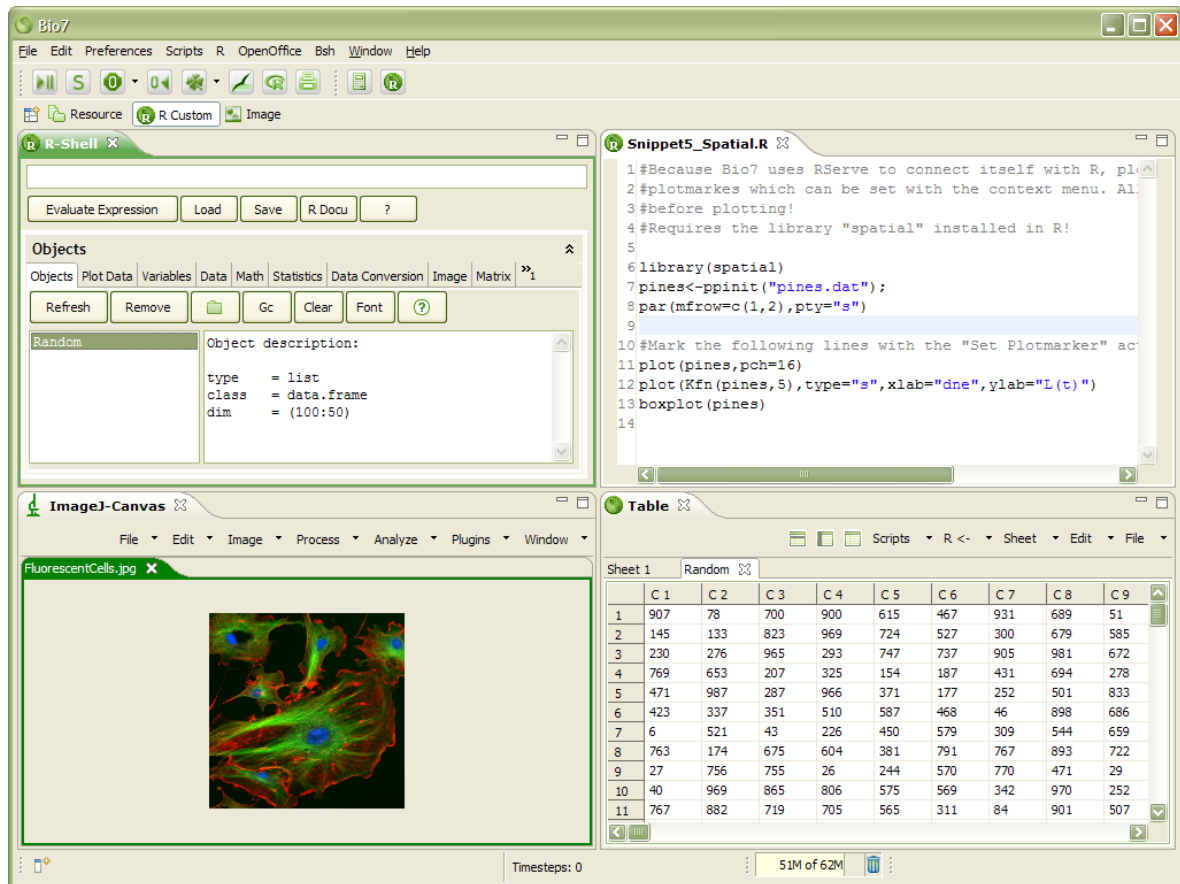 Bio7
File Edit Preferences Scripts R OpenOffice Bsh Window Help
Resource R Custom Image
R-Shell
Evaluate Expression Load Save R Docu ?
Objects
Objects Plot Data Variables Data Math Statistics Data Conversion Image Matrix »1
Refresh Remove Gc Clear Font ?
Random
Object description:
type = list
class = data.frame
dim = (100:50)
Snippet5_Spatial.R
1 #Because Bio7 uses RServe to connect itself with R, pl
2 #plotmarkes which can be set with the context menu. Al
3 #before plotting!
4 #Requires the library "spatial" installed in R!
5
6 library(spatial)
7 pines<-ppinit("pines.dat");
8 par(mfrow=c(1,2),pty="s")
9
10 #Mark the following lines with the "Set Plotmarker" ac
11 plot(pines,pch=16)
12 plot(Kfn(pines,5),type="s",xlab="dne",ylab="L(t)")
13 boxplot(pines)
14
ImageJ-Canvas
File Edit Image Process Analyze Plugins Window
FluorescentCells.jpg
Table
Scripts R <- Sheet Edit File
Sheet 1 Random
C 1 C 2 C 3 C 4 C 5 C 6 C 7 C 8 C 9
1 907 78 700 900 615 467 931 689 51
2 145 133 823 969 724 527 300 679 585
3 230 276 965 293 747 737 905 981 672
4 769 653 207 325 154 187 431 694 278
5 471 987 287 966 371 177 252 501 833
6 423 337 351 510 587 468 46 898 686
7 6 521 43 226 450 579 309 544 659
8 763 174 675 604 381 791 767 893 722
9 27 756 755 26 244 570 770 471 29
10 40 969 865 806 575 569 342 970 252
11 767 882 719 705 565 311 84 901 507
Timesteps: 0
51M of 62M